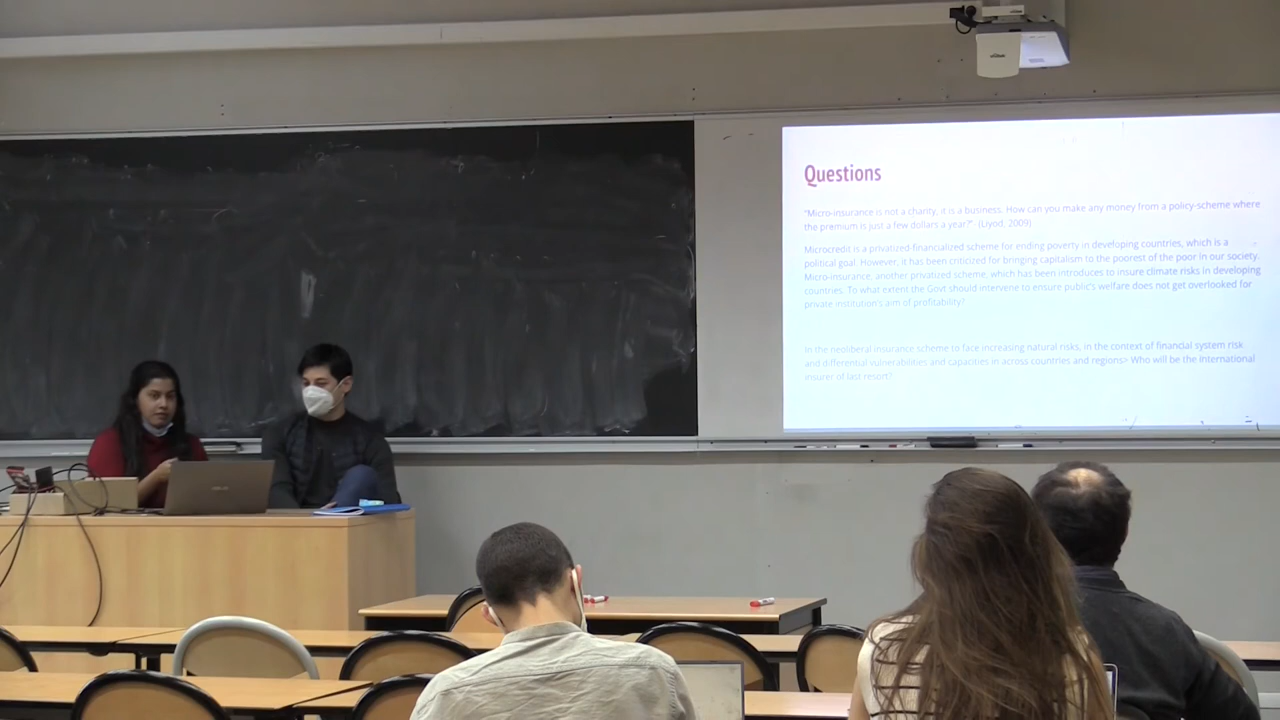 Questions
"Micro-insurance is not a charity, it is a business. How can you make any money from a policy-scheme where
the premium is just a few dollars a year?" (Llyod, 2009)
Microcredit is a privatized-financialized scheme for ending poverty in developing countries, which is a
political goal. However, it has been criticized for bringing capitalism to the poorest of the poor in our society.
Micro-insurance, another privatized scheme, which has been introduces to insure climate risks in developing
countries. To what extent the Govt should intervene to ensure public's welfare does not get overlooked for
private institution's aim of profitability?
In the neoliberal insurance scheme to face increasing natural risks, in the context of financial system risk
and differential vulnerabilities and capacities in across countries and regions> Who will be the international
insurer of last resort?
ASUS